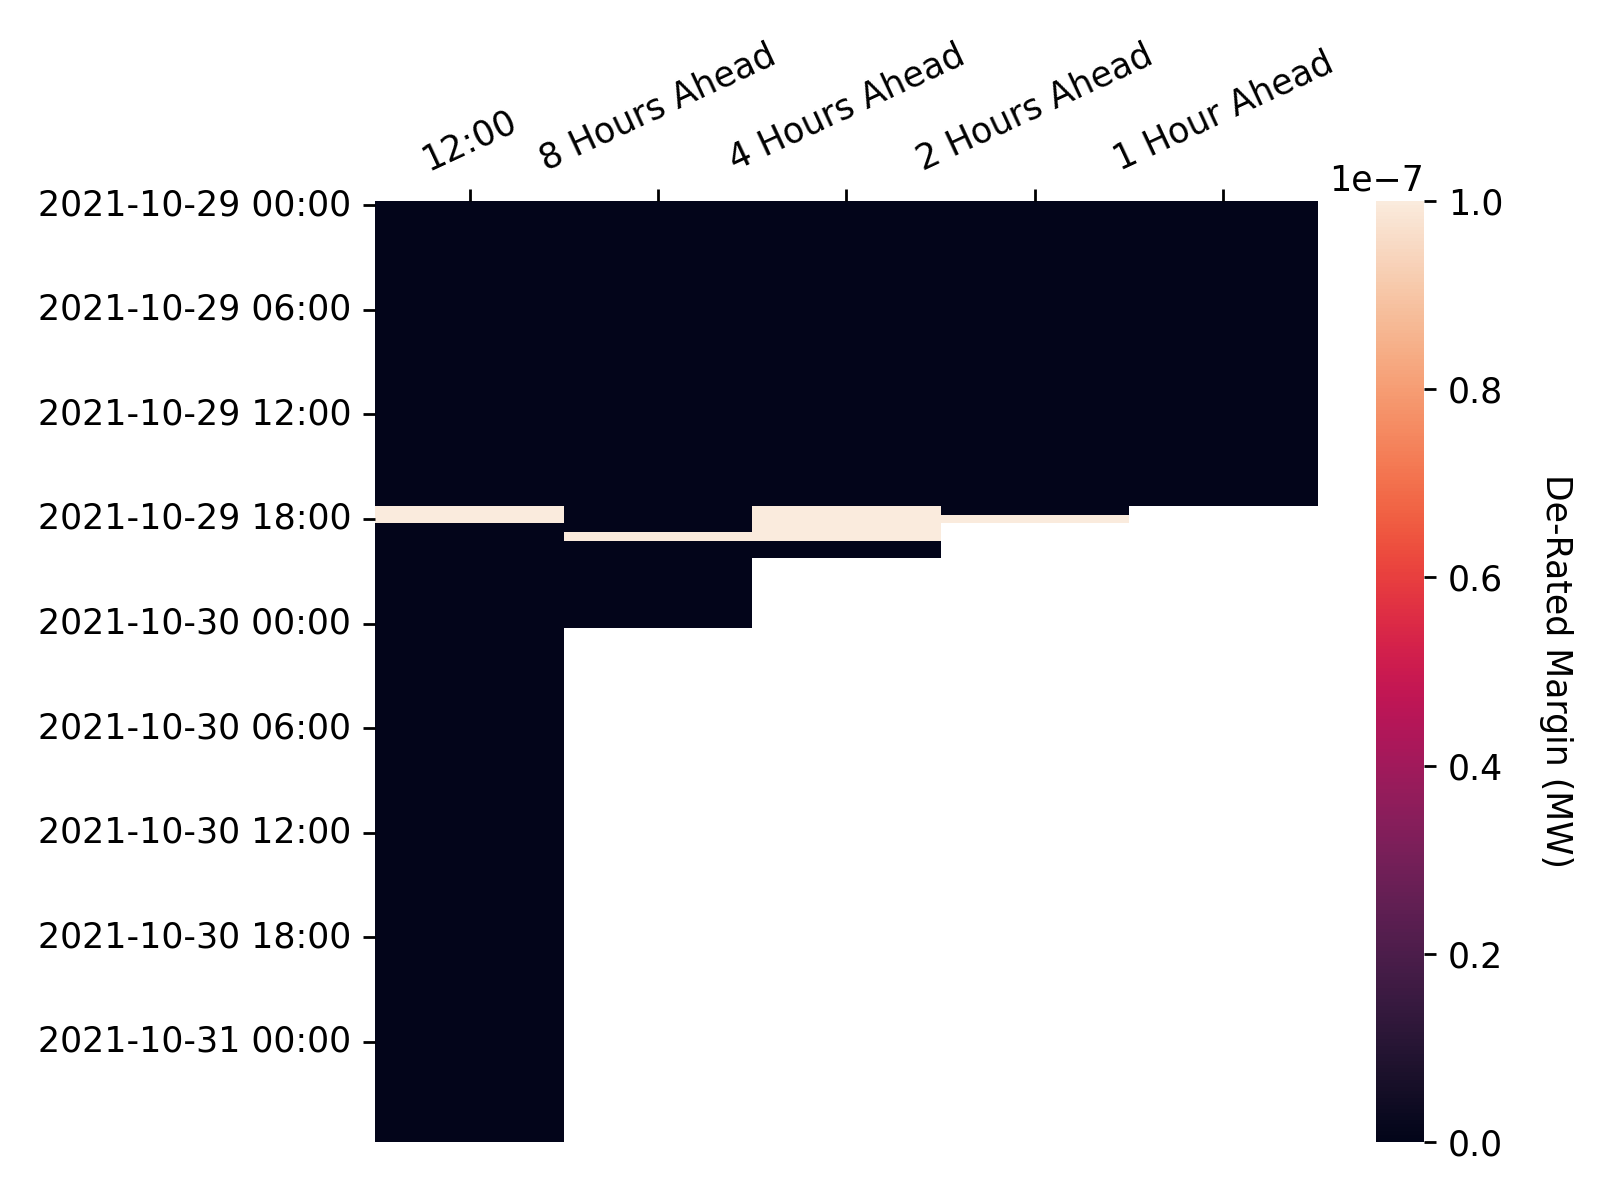 12:00
8 Hours Ahead
4 Hours Ahead
2 Hours Ahead
1 Hour Ahead
2021-10-29 00:00
2021-10-29 06:00
2021-10-29 12:00
2021-10-29 18:00
2021-10-30 00:00
2021-10-30 06:00
2021-10-30 12:00
2021-10-30 18:00
2021-10-31 00:00
1e−7
1.0
0.8
0.6
0.4
0.2
0.0
De-Rated Margin (MW)